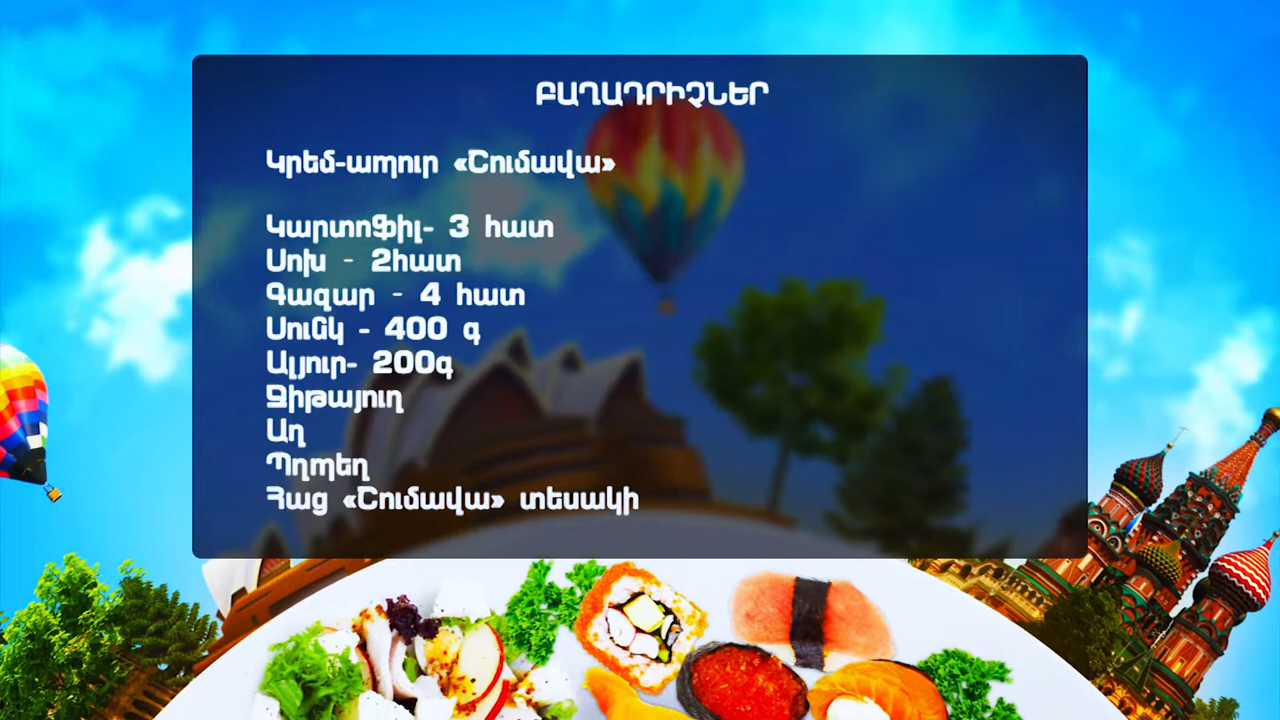 ԲԱՂԱԴՐԻՉՆԵՐ
Կրեմ-ապուր «Շումավա»
Կարտոֆիլ- 3 հատ
Սոխ - 2հատ
Գազար - 4 հատ
Սունկ - 400 գ
Ալյուր- 200գ
Ձիթայուղ
Աղ
Պղպեղ
Հաց «Շումավա» տեսակի